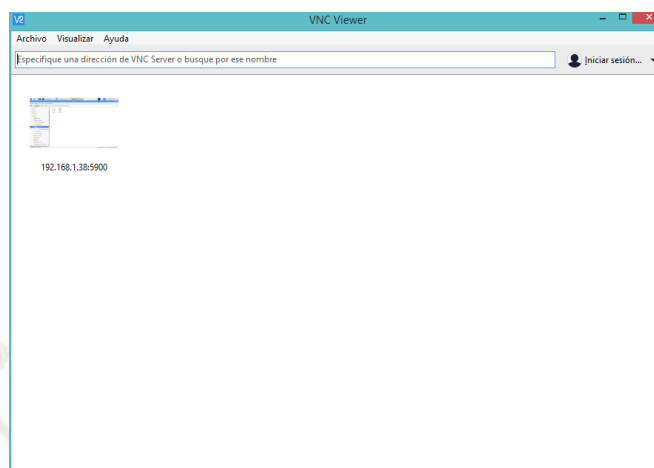 VNC Viewer
Archivo Visualizar Ayuda
Especifique una dirección de VNC Server o busque por ese nombre
Iniciar sesión...
192.168.1.38:5900